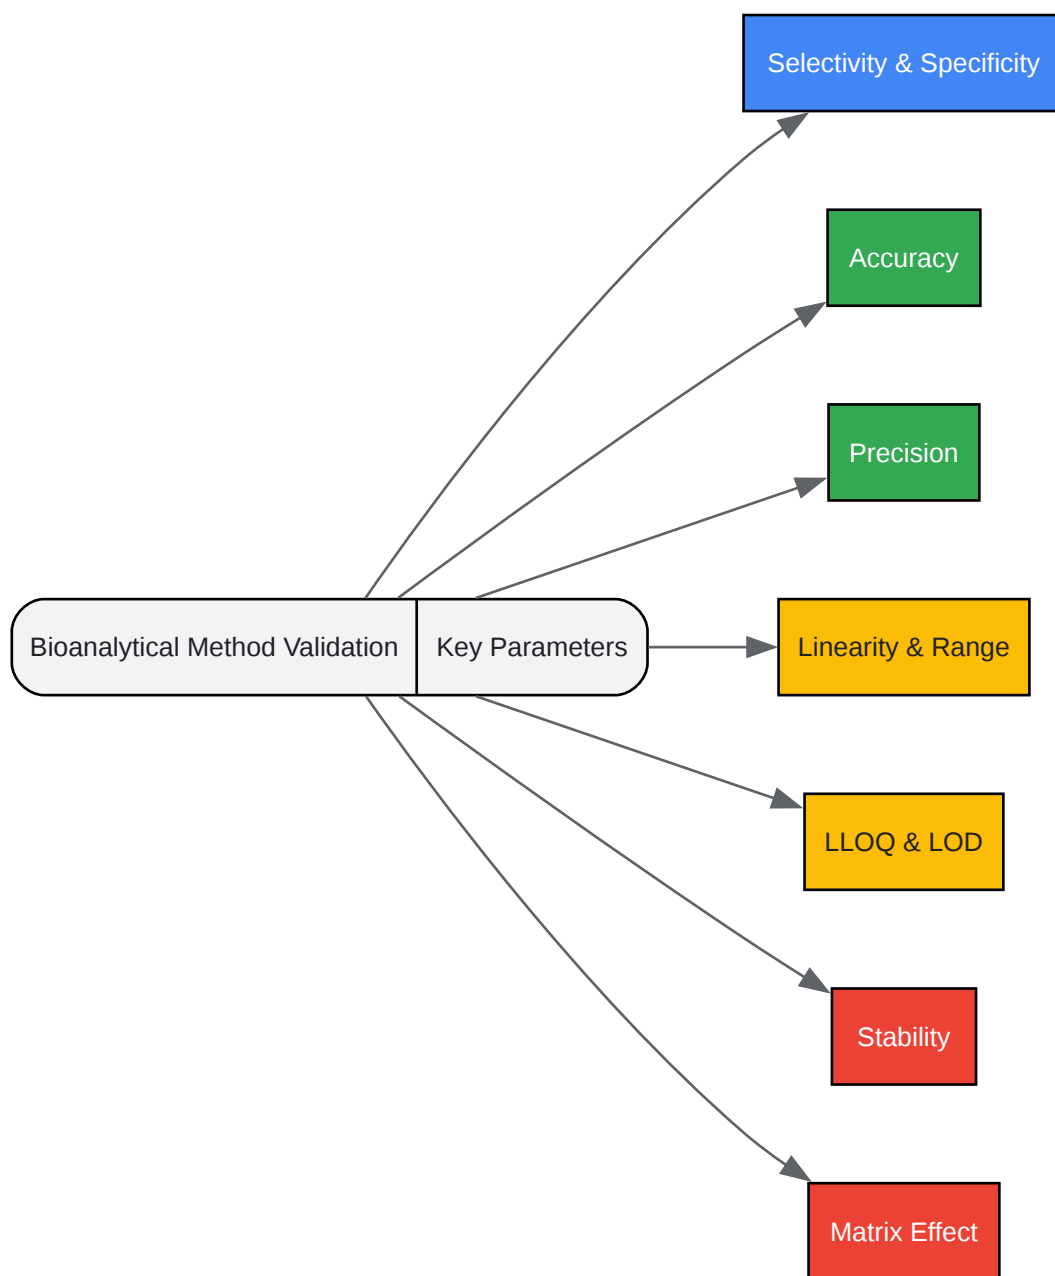 Selectivity & Specificity
Accuracy
Precision
Bioanalytical Method Validation
Key Parameters
Linearity & Range
LLOQ & LOD
Stability
Matrix Effect